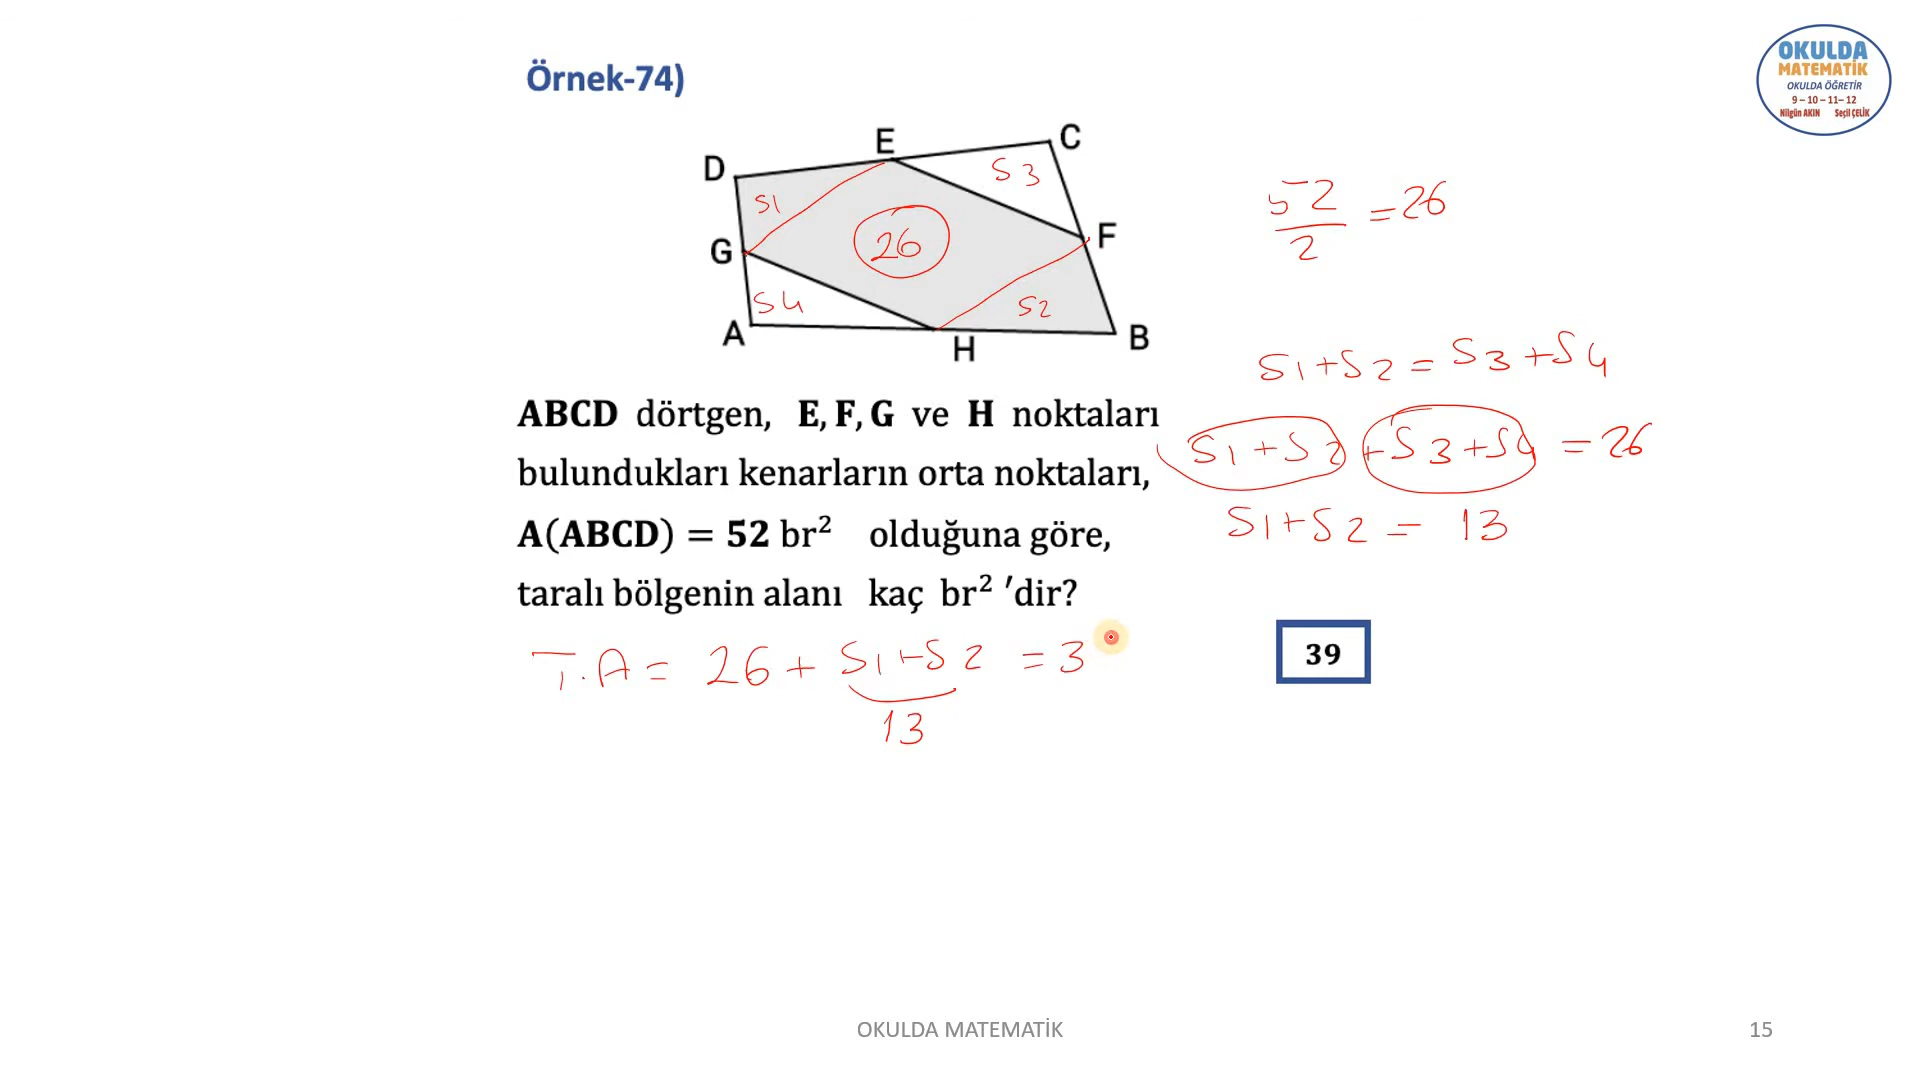 Örnek-74)
OKULDA
MATEMATİK
OKULDA ÖĞRETİR
9 – 10 – 11– 12
Nilgün AKIN Seçil ÇELİK
D E C
S1 S3
G 26 F
S4 S2
A H B
52/2 = 26
S1+S2 = S3+S4
S1+S2+S3+S4 = 26
S1+S2 = 13
ABCD dörtgen, E, F, G ve H noktaları
bulundukları kenarların orta noktaları,
A(ABCD) = 52 br² olduğuna göre,
taralı bölgenin alanı kaç br² 'dir?
T.A = 26 + S1+S2 = 3
13
39
OKULDA MATEMATİK 15